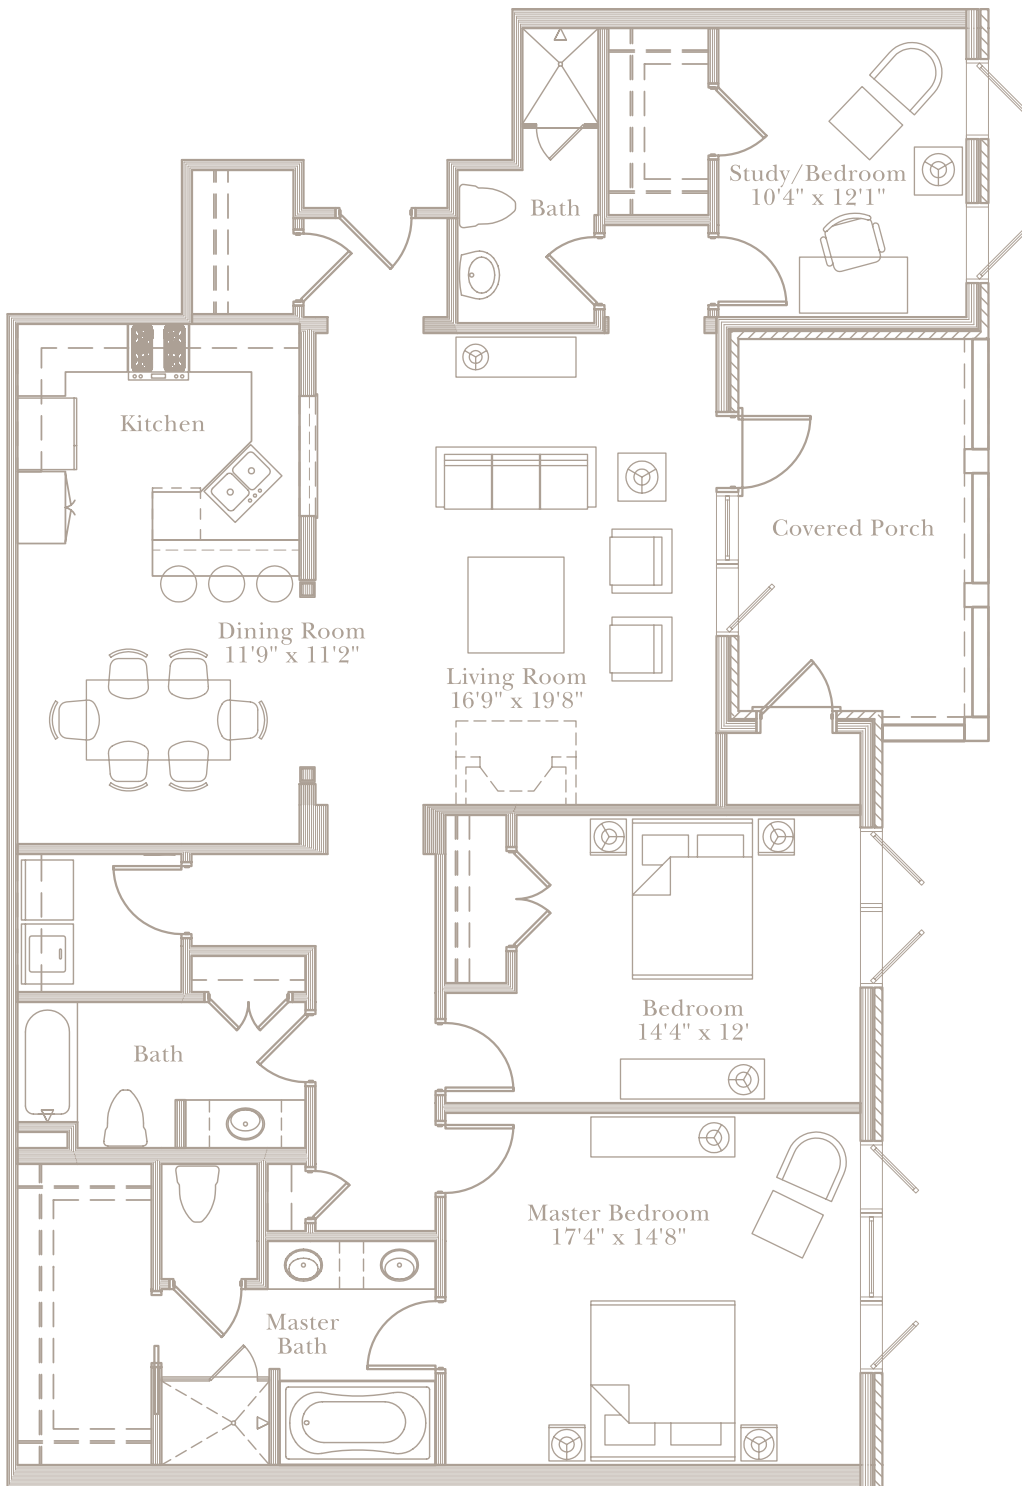 Study/Bedroom
10'4" x 12'1"
Bath
Kitchen
Covered Porch
Dining Room
11'9" x 11'2"
Living Room
16'9" x 19'8"
Bedroom
14'4" x 12'
Bath
Master Bedroom
17'4" x 14'8"
Master
Bath